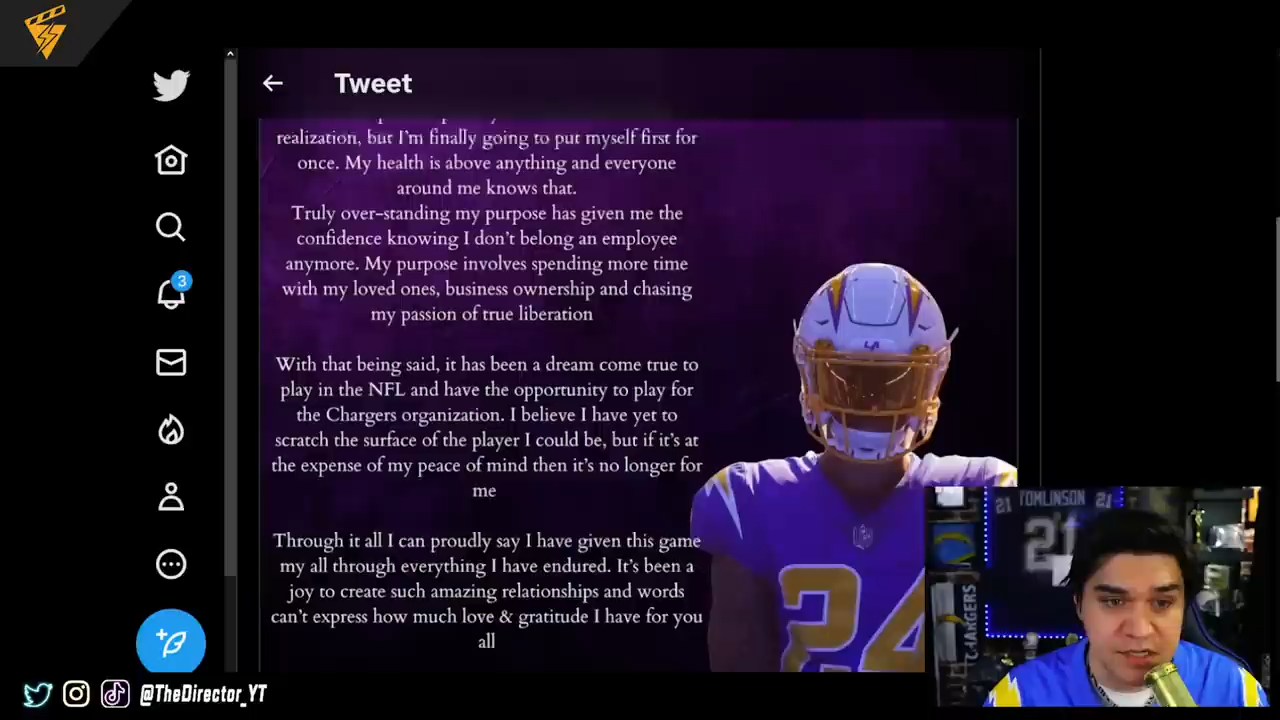 Tweet
realization, but I'm finally going to put myself first for
once. My health is above anything and everyone
around me knows that.
Truly over-standing my purpose has given me the
confidence knowing I don't belong an employee
anymore. My purpose involves spending more time
with my loved ones, business ownership and chasing
my passion of true liberation
With that being said, it has been a dream come true to
play in the NFL and have the opportunity to play for
the Chargers organization. I believe I have yet to
scratch the surface of the player I could be, but if it's at
the expense of my peace of mind then it's no longer for
me
Through it all I can proudly say I have given this game
my all through everything I have endured. It's been a
joy to create such amazing relationships and words
can't express how much love & gratitude I have for you
all
3
LA
NFL
24
21 TOMLINSON 21
21
CHARGERS
@TheDirector_YT